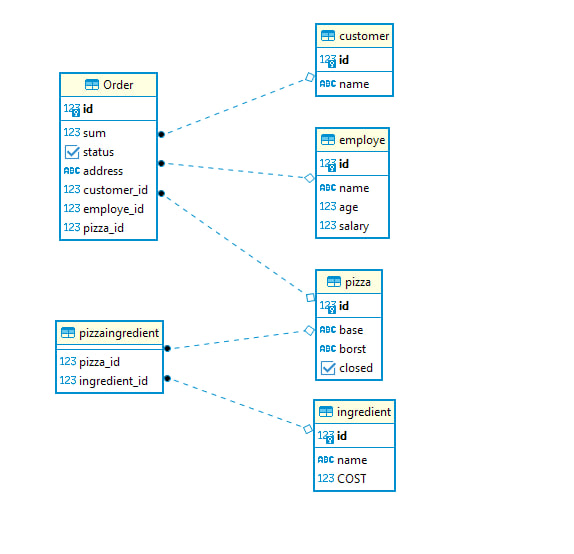 Order
123 id
123 sum
status
ABC address
123 customer_id
123 employe_id
123 pizza_id
customer
123 id
ABC name
employe
123 id
ABC name
123 age
123 salary
pizza
123 id
ABC base
ABC borst
closed
pizzaingredient
123 pizza_id
123 ingredient_id
ingredient
123 id
ABC name
123 COST